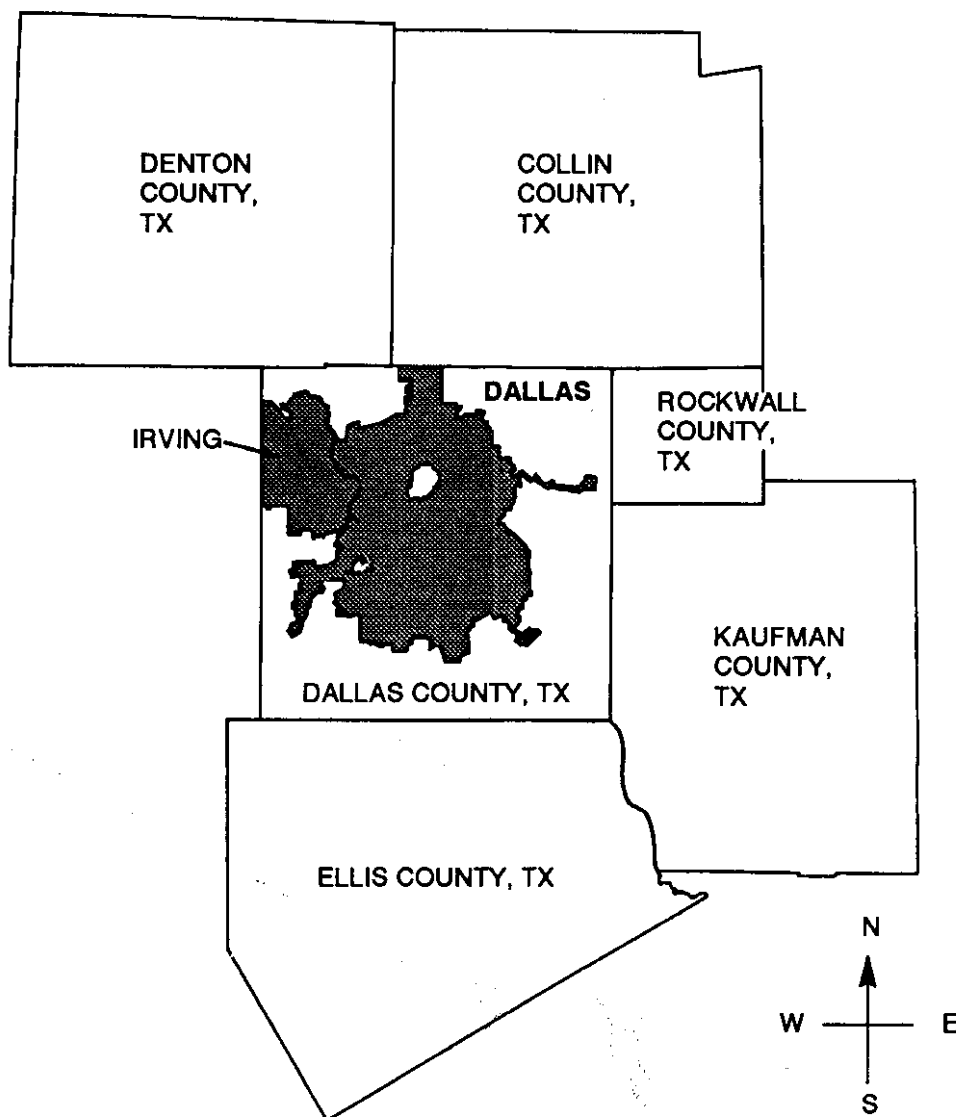 DENTON
COUNTY,
TX
COLLIN
COUNTY,
TX
DALLAS
ROCKWALL
COUNTY,
TX
IRVING
KAUFMAN
COUNTY,
TX
DALLAS COUNTY, TX
ELLIS COUNTY, TX
N
W
E
S